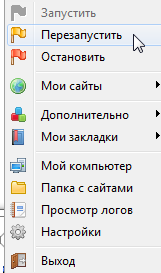 Запустить
Перезапустить
Остановить
Мои сайты
Дополнительно
Мои закладки
Мой компьютер
Папка с сайтами
Просмотр логов
Настройки
Выход